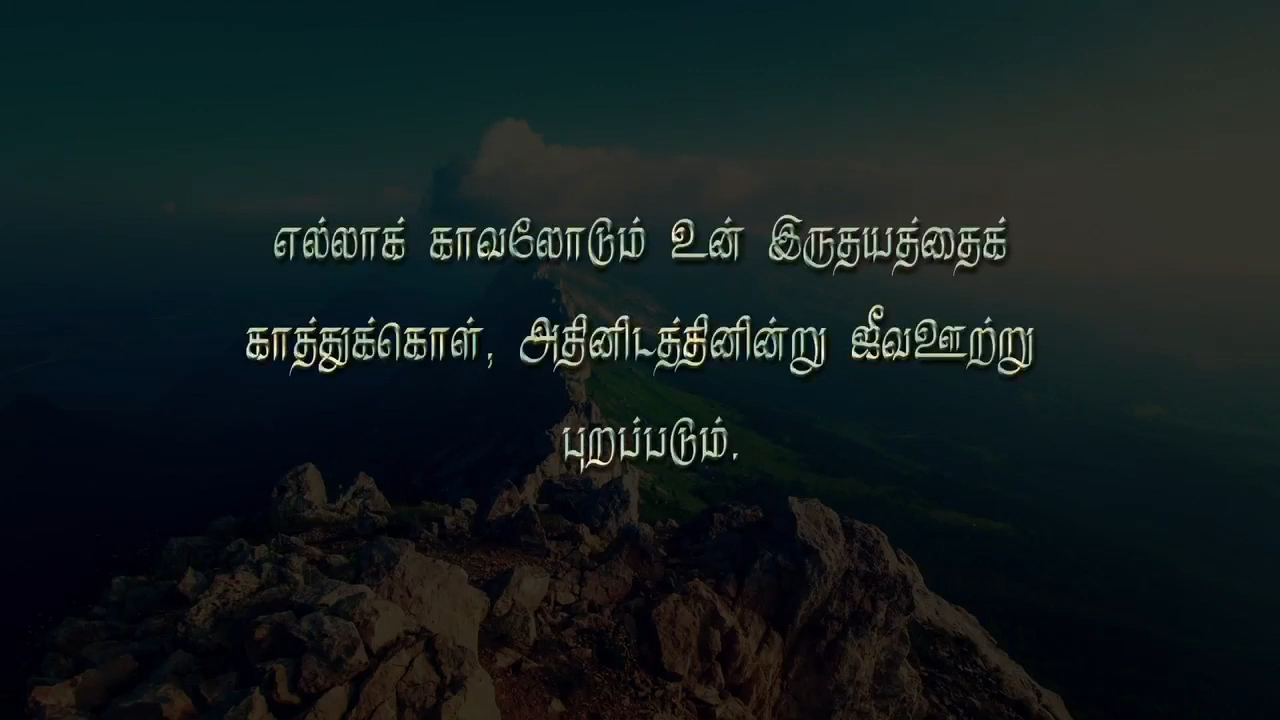 எல்லாக் காவலோடும் உன் இருதயத்தைக்
காத்துக்கொள், அதினிடத்தினின்று ஜீவஊற்று
புறப்படும்.